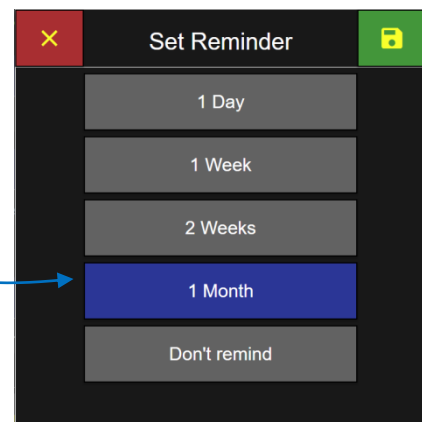 Set Reminder
1 Day
1 Week
2 Weeks
1 Month
Don't remind